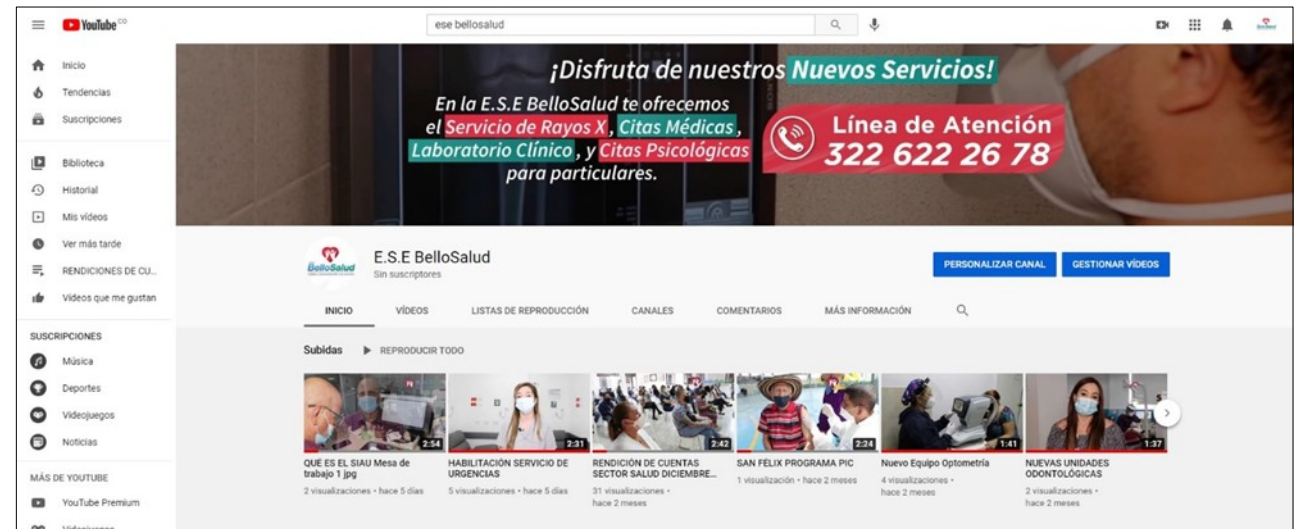 YouTube CO
ese bellosalud
Inicio
Tendencias
Suscripciones
Biblioteca
Historial
Mis vídeos
Ver más tarde
RENDICIONES DE CU...
Vídeos que me gustan
SUSCRIPCIONES
Música
Deportes
Videojuegos
Noticias
MÁS DE YOUTUBE
YouTube Premium
Videojuegos
¡Disfruta de nuestros Nuevos Servicios!
En la E.S.E BelloSalud te ofrecemos
el Servicio de Rayos X, Citas Médicas,
Laboratorio Clínico, y Citas Psicológicas
para particulares.
Línea de Atención
322 622 26 78
BelloSalud
E.S.E BelloSalud
Sin suscriptores
PERSONALIZAR CANAL
GESTIONAR VÍDEOS
INICIO VÍDEOS LISTAS DE REPRODUCCIÓN CANALES COMENTARIOS MÁS INFORMACIÓN
Subidas REPRODUCIR TODO
2:54
QUE ES EL SIAU Mesa de
trabajo 1 jpg
2 visualizaciones • hace 5 días
2:31
HABILITACIÓN SERVICIO DE
URGENCIAS
5 visualizaciones • hace 5 días
2:42
RENDICIÓN DE CUENTAS
SECTOR SALUD DICIEMBRE...
31 visualizaciones •
hace 2 meses
2:24
SAN FELIX PROGRAMA PIC
1 visualización • hace 2 meses
1:41
Nuevo Equipo Optometría
4 visualizaciones •
hace 2 meses
1:37
NUEVAS UNIDADES
ODONTOLÓGICAS
2 visualizaciones •
hace 2 meses